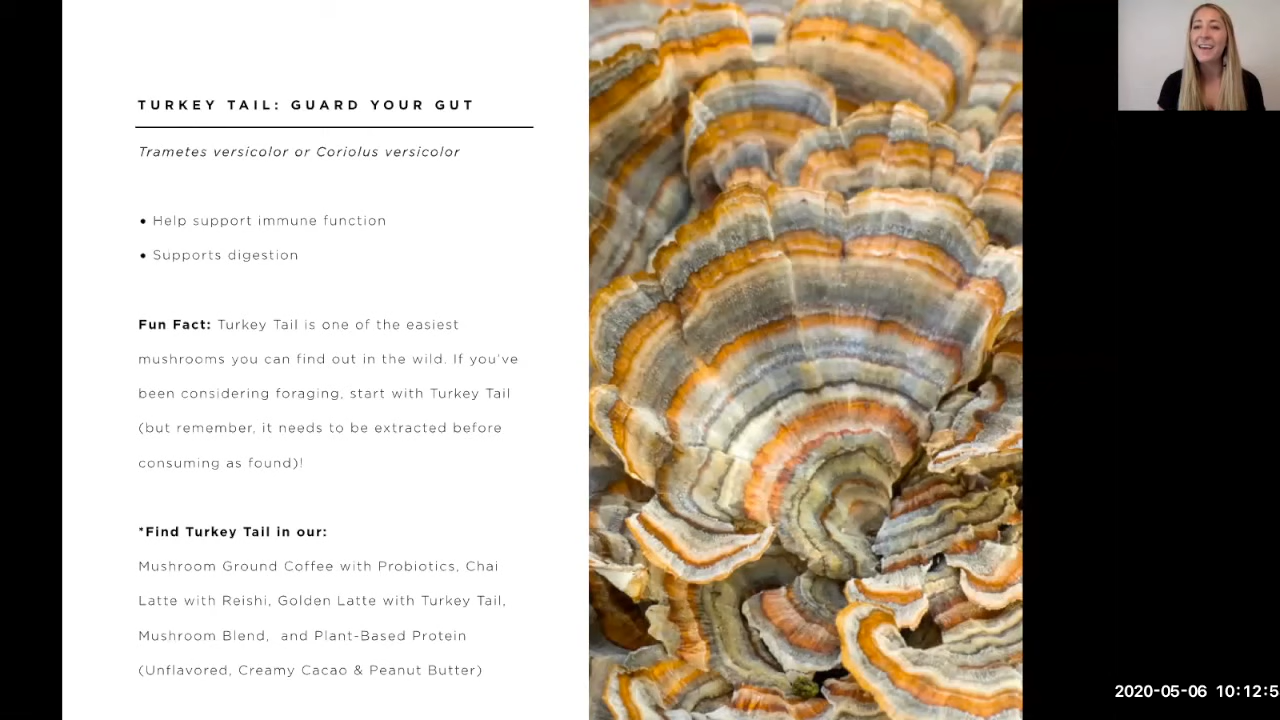 TURKEY TAIL: GUARD YOUR GUT
Trametes versicolor or Coriolus versicolor
• Help support immune function
• Supports digestion
Fun Fact: Turkey Tail is one of the easiest
mushrooms you can find out in the wild. If you've
been considering foraging, start with Turkey Tail
(but remember, it needs to be extracted before
consuming as found)!
*Find Turkey Tail in our:
Mushroom Ground Coffee with Probiotics, Chai
Latte with Reishi, Golden Latte with Turkey Tail,
Mushroom Blend, and Plant-Based Protein
(Unflavored, Creamy Cacao & Peanut Butter)
2020-05-06 10:12:5